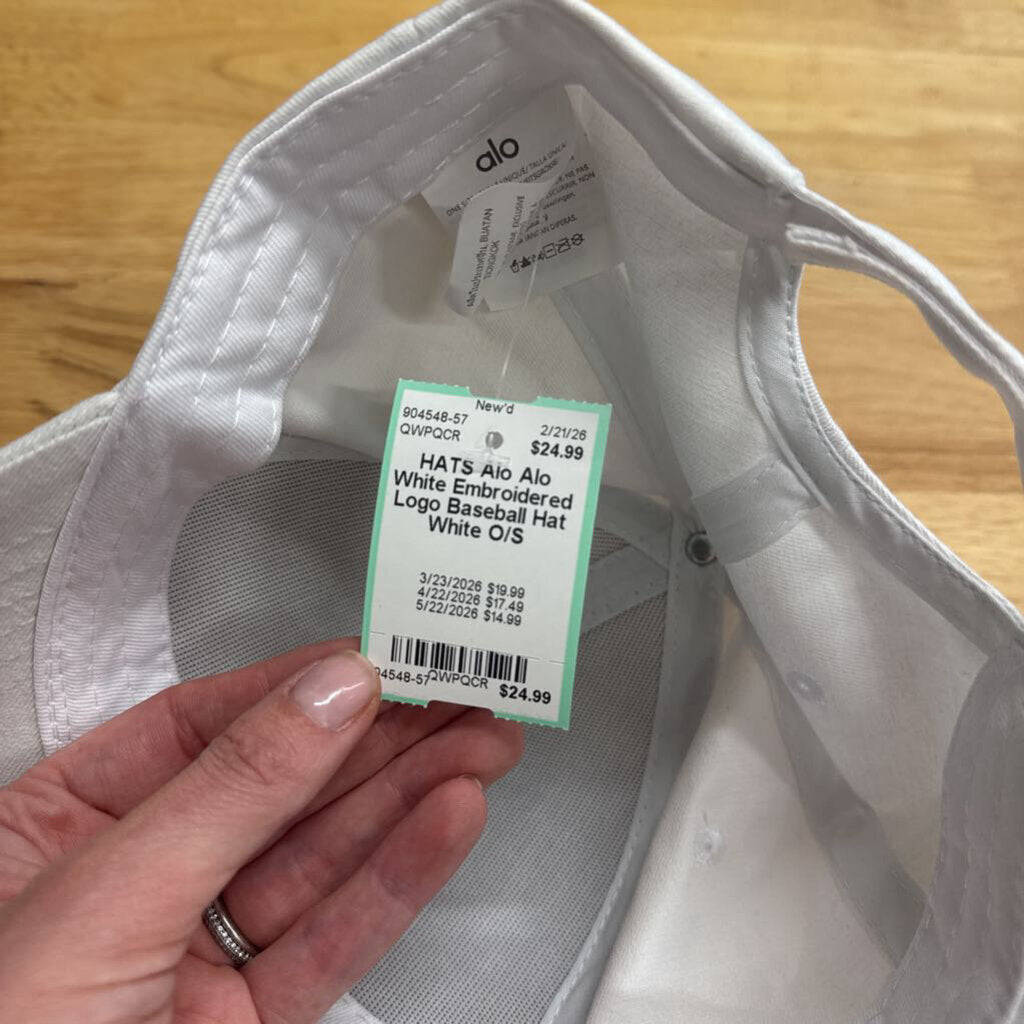 alo
BUATAN
TIONGKOK
New'd
904548-57 2/21/26
QWPQCR $24.99
HATS Alo Alo
White Embroidered
Logo Baseball Hat
White O/S
3/23/2026 $19.99
4/22/2026 $17.49
5/22/2026 $14.99
04548-57 QWPQCR $24.99